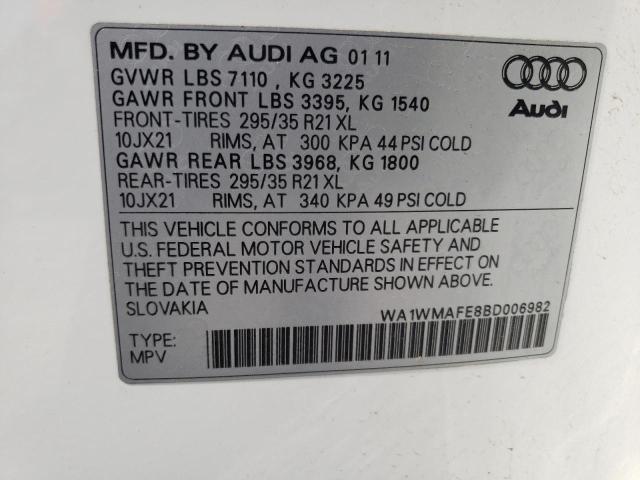 MFD. BY AUDI AG 01 11
GVWR LBS 7110 , KG 3225
GAWR FRONT LBS 3395, KG 1540
FRONT-TIRES 295/35 R21 XL
10JX21 RIMS, AT 300 KPA 44 PSI COLD
GAWR REAR LBS 3968, KG 1800
REAR-TIRES 295/35 R21 XL
10JX21 RIMS, AT 340 KPA 49 PSI COLD
Audi
THIS VEHICLE CONFORMS TO ALL APPLICABLE
U.S. FEDERAL MOTOR VEHICLE SAFETY AND
THEFT PREVENTION STANDARDS IN EFFECT ON
THE DATE OF MANUFACTURE SHOWN ABOVE.
SLOVAKIA
WA1WMAFE8BD006982
TYPE:
MPV